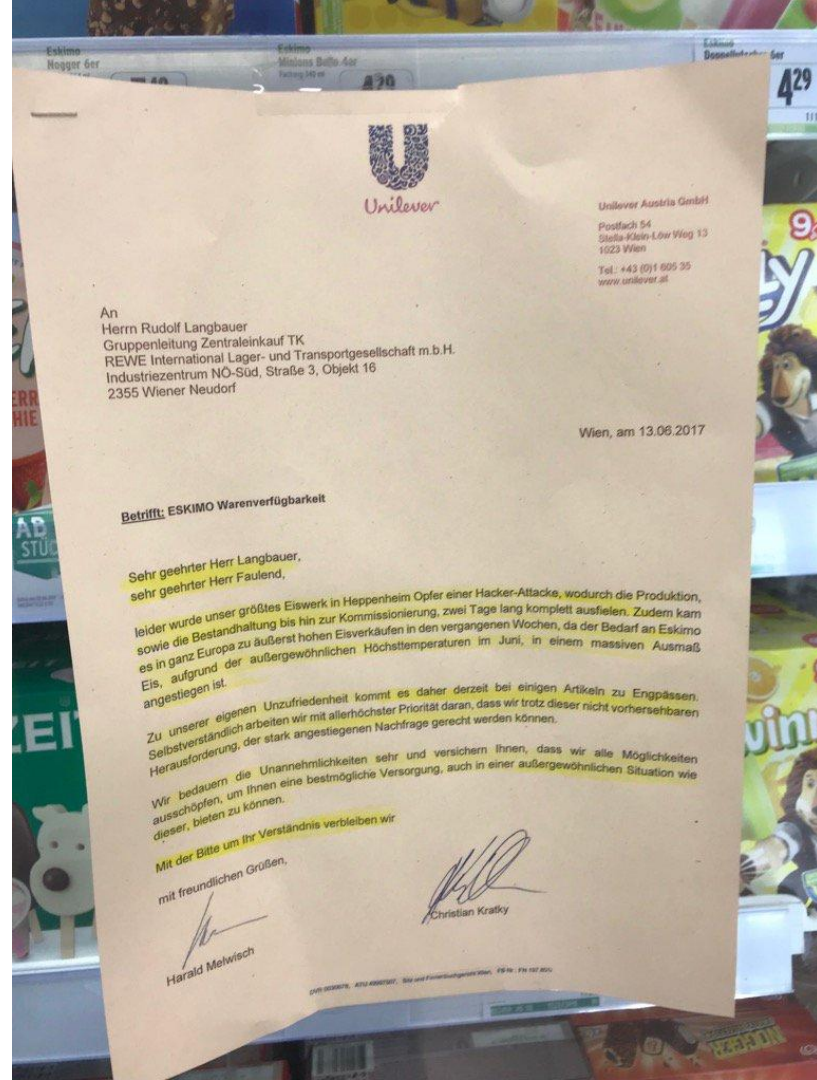 Eskimo
Nogger 6er
Eskimo
Minions Bello 4er
Eskimo
6er
4 29
4 29
Unilever
Unilever Austria GmbH
Postfach 54
Stella-Klein-Löw Weg 13
1023 Wien
Tel.: +43 (0)1 605 35
www.unilever.at
An
Herrn Rudolf Langbauer
Gruppenleitung Zentraleinkauf TK
REWE International Lager- und Transportgesellschaft m.b.H.
Industriezentrum NÖ-Süd, Straße 3, Objekt 16
2355 Wiener Neudorf
Wien, am 13.06.2017
Betrifft: ESKIMO Warenverfügbarkeit
Sehr geehrter Herr Langbauer,
sehr geehrter Herr Faulend,
leider wurde unser größtes Eiswerk in Heppenheim Opfer einer Hacker-Attacke, wodurch die Produktion,
sowie die Bestandhaltung bis hin zur Kommissionierung, zwei Tage lang komplett ausfielen. Zudem kam
es in ganz Europa zu äußerst hohen Eisverkäufen in den vergangenen Wochen, da der Bedarf an Eskimo
Eis, aufgrund der außergewöhnlichen Höchsttemperaturen im Juni, in einem massiven Ausmaß
angestiegen ist.
Zu unserer eigenen Unzufriedenheit kommt es daher derzeit bei einigen Artikeln zu Engpässen.
Selbstverständlich arbeiten wir mit allerhöchster Priorität daran, dass wir trotz dieser nicht vorhersehbaren
Herausforderung, der stark angestiegenen Nachfrage gerecht werden können.
Wir bedauern die Unannehmlichkeiten sehr und versichern Ihnen, dass wir alle Möglichkeiten
ausschöpfen, um Ihnen eine bestmögliche Versorgung, auch in einer außergewöhnlichen Situation wie
dieser, bieten zu können.
Mit der Bitte um Ihr Verständnis verbleiben wir
mit freundlichen Grüßen,
Harald Melwisch
Christian Kratky
AB
STÜC
ZEI
NOGGER